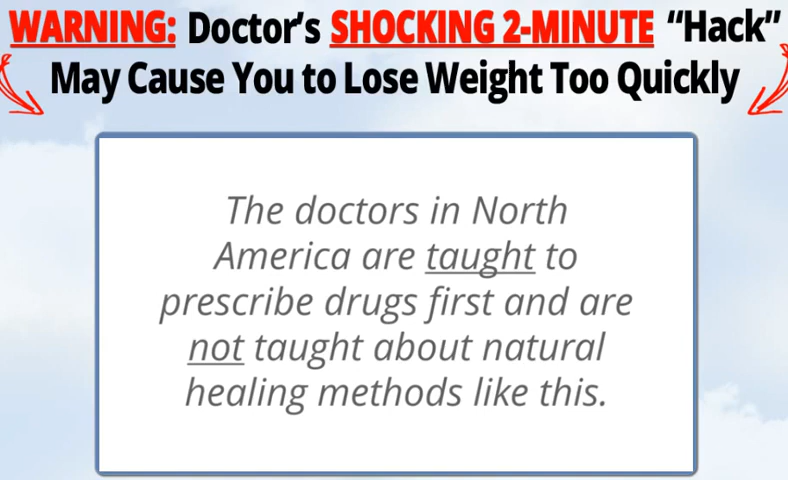 WARNING: Doctor's SHOCKING 2-MINUTE “Hack”
May Cause You to Lose Weight Too Quickly
The doctors in North
America are taught to
prescribe drugs first and are
not taught about natural
healing methods like this.